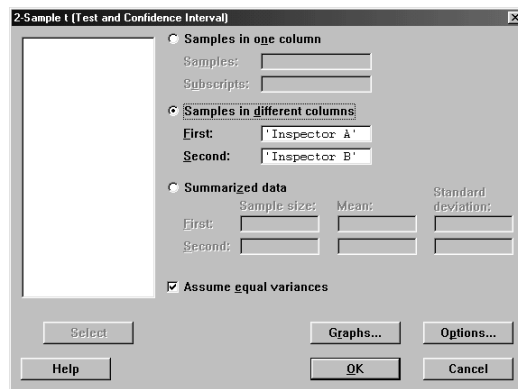 2-Sample t (Test and Confidence Interval)
Samples in one column
Samples:
Subscripts:
Samples in different columns
First: 'Inspector A'
Second: 'Inspector B'
Summarized data
Sample size: Mean: Standard deviation:
First:
Second:
Assume equal variances
Select
Graphs... Options...
Help OK Cancel